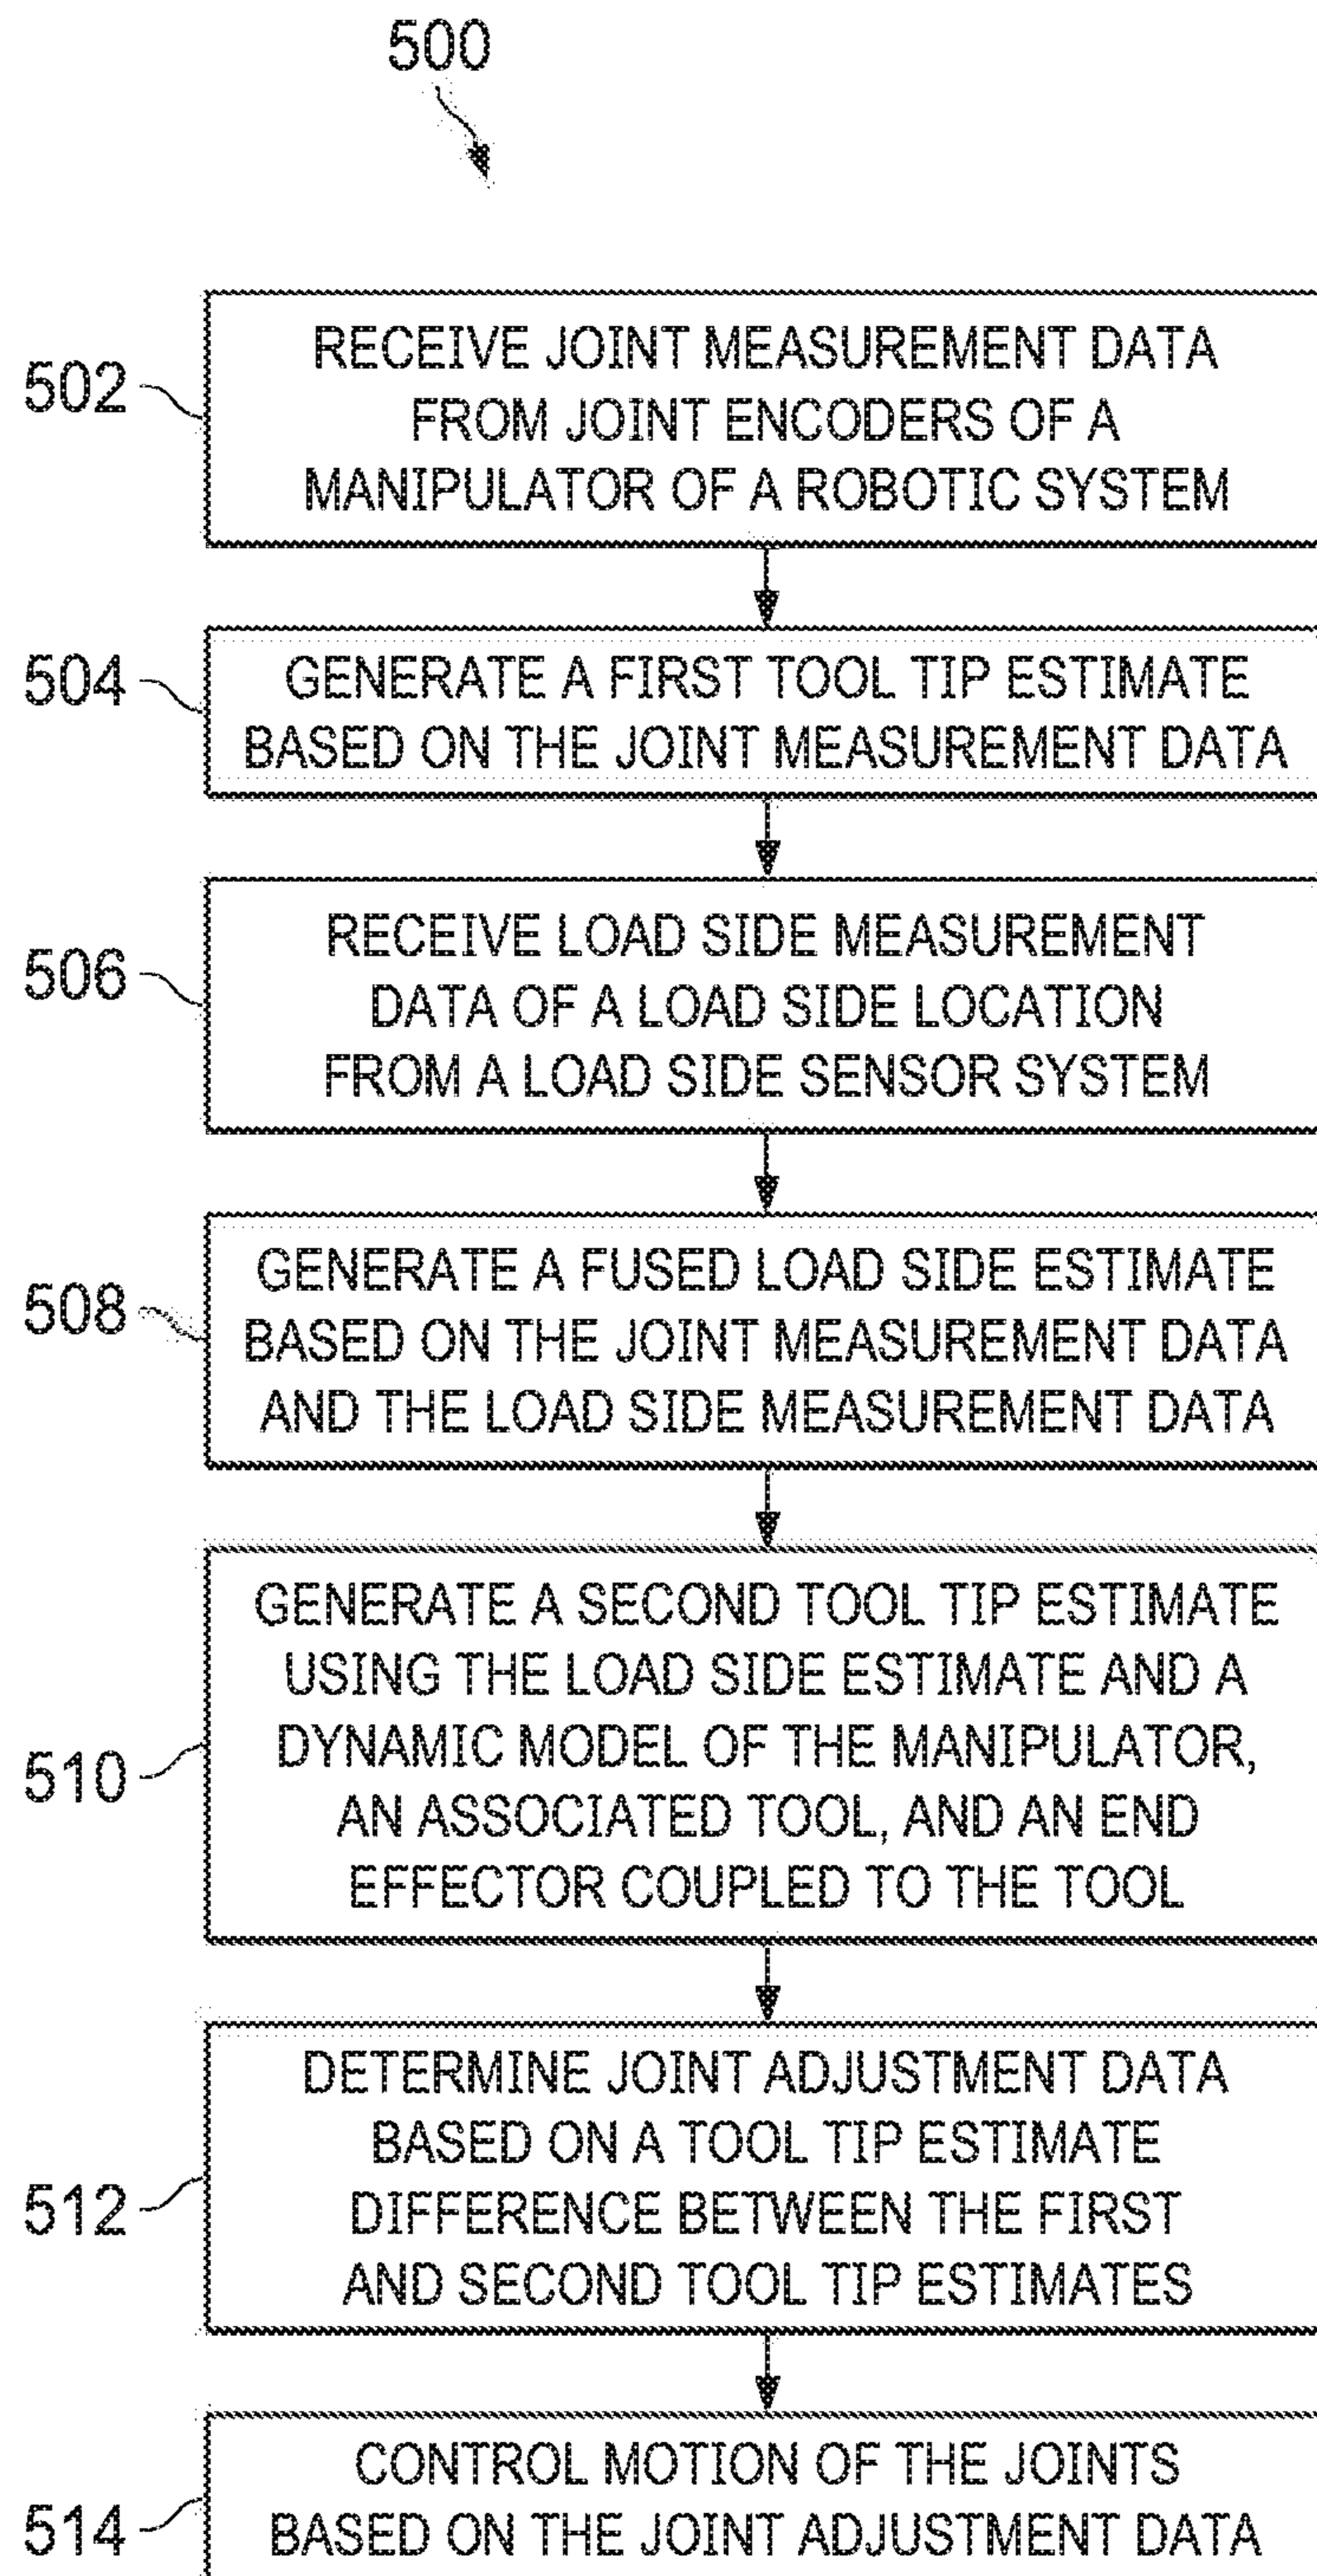 500
502
RECEIVE JOINT MEASUREMENT DATA
FROM JOINT ENCODERS OF A
MANIPULATOR OF A ROBOTIC SYSTEM
504
GENERATE A FIRST TOOL TIP ESTIMATE
BASED ON THE JOINT MEASUREMENT DATA
506
RECEIVE LOAD SIDE MEASUREMENT
DATA OF A LOAD SIDE LOCATION
FROM A LOAD SIDE SENSOR SYSTEM
508
GENERATE A FUSED LOAD SIDE ESTIMATE
BASED ON THE JOINT MEASUREMENT DATA
AND THE LOAD SIDE MEASUREMENT DATA
510
GENERATE A SECOND TOOL TIP ESTIMATE
USING THE LOAD SIDE ESTIMATE AND A
DYNAMIC MODEL OF THE MANIPULATOR,
AN ASSOCIATED TOOL, AND AN END
EFFECTOR COUPLED TO THE TOOL
512
DETERMINE JOINT ADJUSTMENT DATA
BASED ON A TOOL TIP ESTIMATE
DIFFERENCE BETWEEN THE FIRST
AND SECOND TOOL TIP ESTIMATES
514
CONTROL MOTION OF THE JOINTS
BASED ON THE JOINT ADJUSTMENT DATA